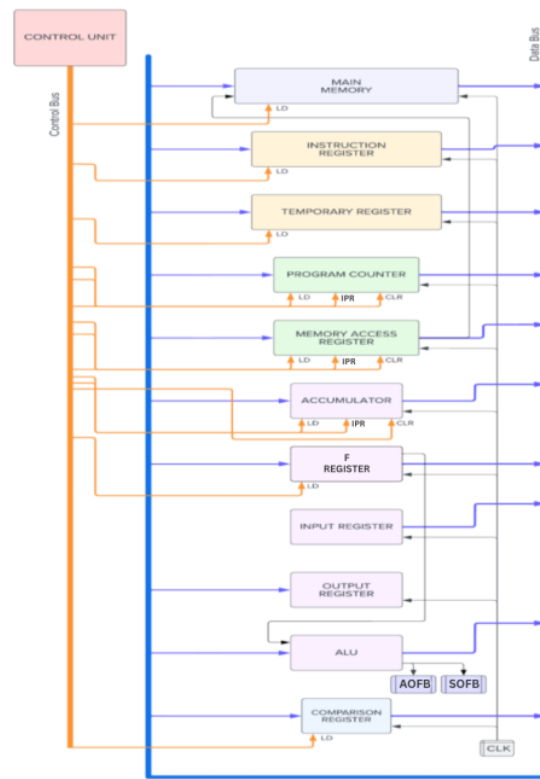 CONTROL UNIT
Control Bus
Data Bus
MAIN
MEMORY
LD
INSTRUCTION
REGISTER
LD
TEMPORARY REGISTER
LD
PROGRAM COUNTER
LD IPR CLR
MEMORY ACCESS
REGISTER
LD IPR CLR
ACCUMULATOR
LD IPR CLR
F
REGISTER
LD
INPUT REGISTER
OUTPUT
REGISTER
ALU
AOFB SOFB
COMPARISON
REGISTER
LD
CLK